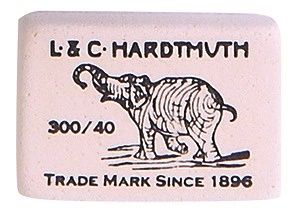 L·& C·HARDTMUTH
300/40
TRADE MARK SINCE 1896